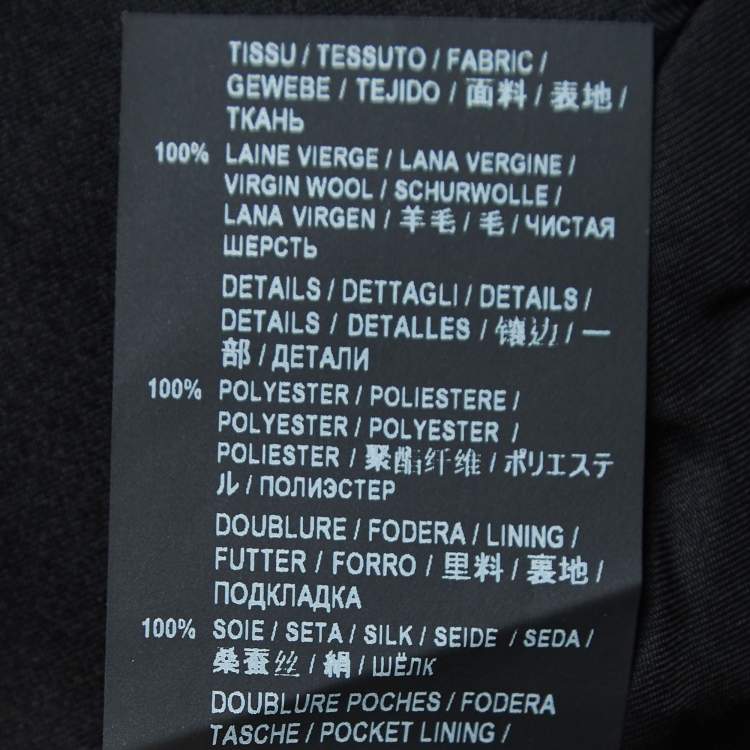 TISSU / TESSUTO / FABRIC /
GEWEBE / TEJIDO / 面料 / 表地 /
ТКАНЬ
100% LAINE VIERGE / LANA VERGINE /
VIRGIN WOOL / SCHURWOLLE /
LANA VIRGEN / 羊毛 / 毛 / ЧИСТАЯ
ШЕРСТЬ
DETAILS / DETTAGLI / DETAILS /
DETAILS / DETALLES / 镶边 / 一
部 / ДЕТАЛИ
100% POLYESTER / POLIESTERE /
POLYESTER / POLYESTER /
POLIESTER / 聚酯纤维 / ポリエステ
ル / ПОЛИЭСТЕР
DOUBLURE / FODERA / LINING /
FUTTER / FORRO / 里料 / 裏地 /
ПОДКЛАДКА
100% SOIE / SETA / SILK / SEIDE / SEDA /
桑蚕丝 / 絹 / ШЁЛК
DOUBLURE POCHES / FODERA
TASCHE / POCKET LINING /